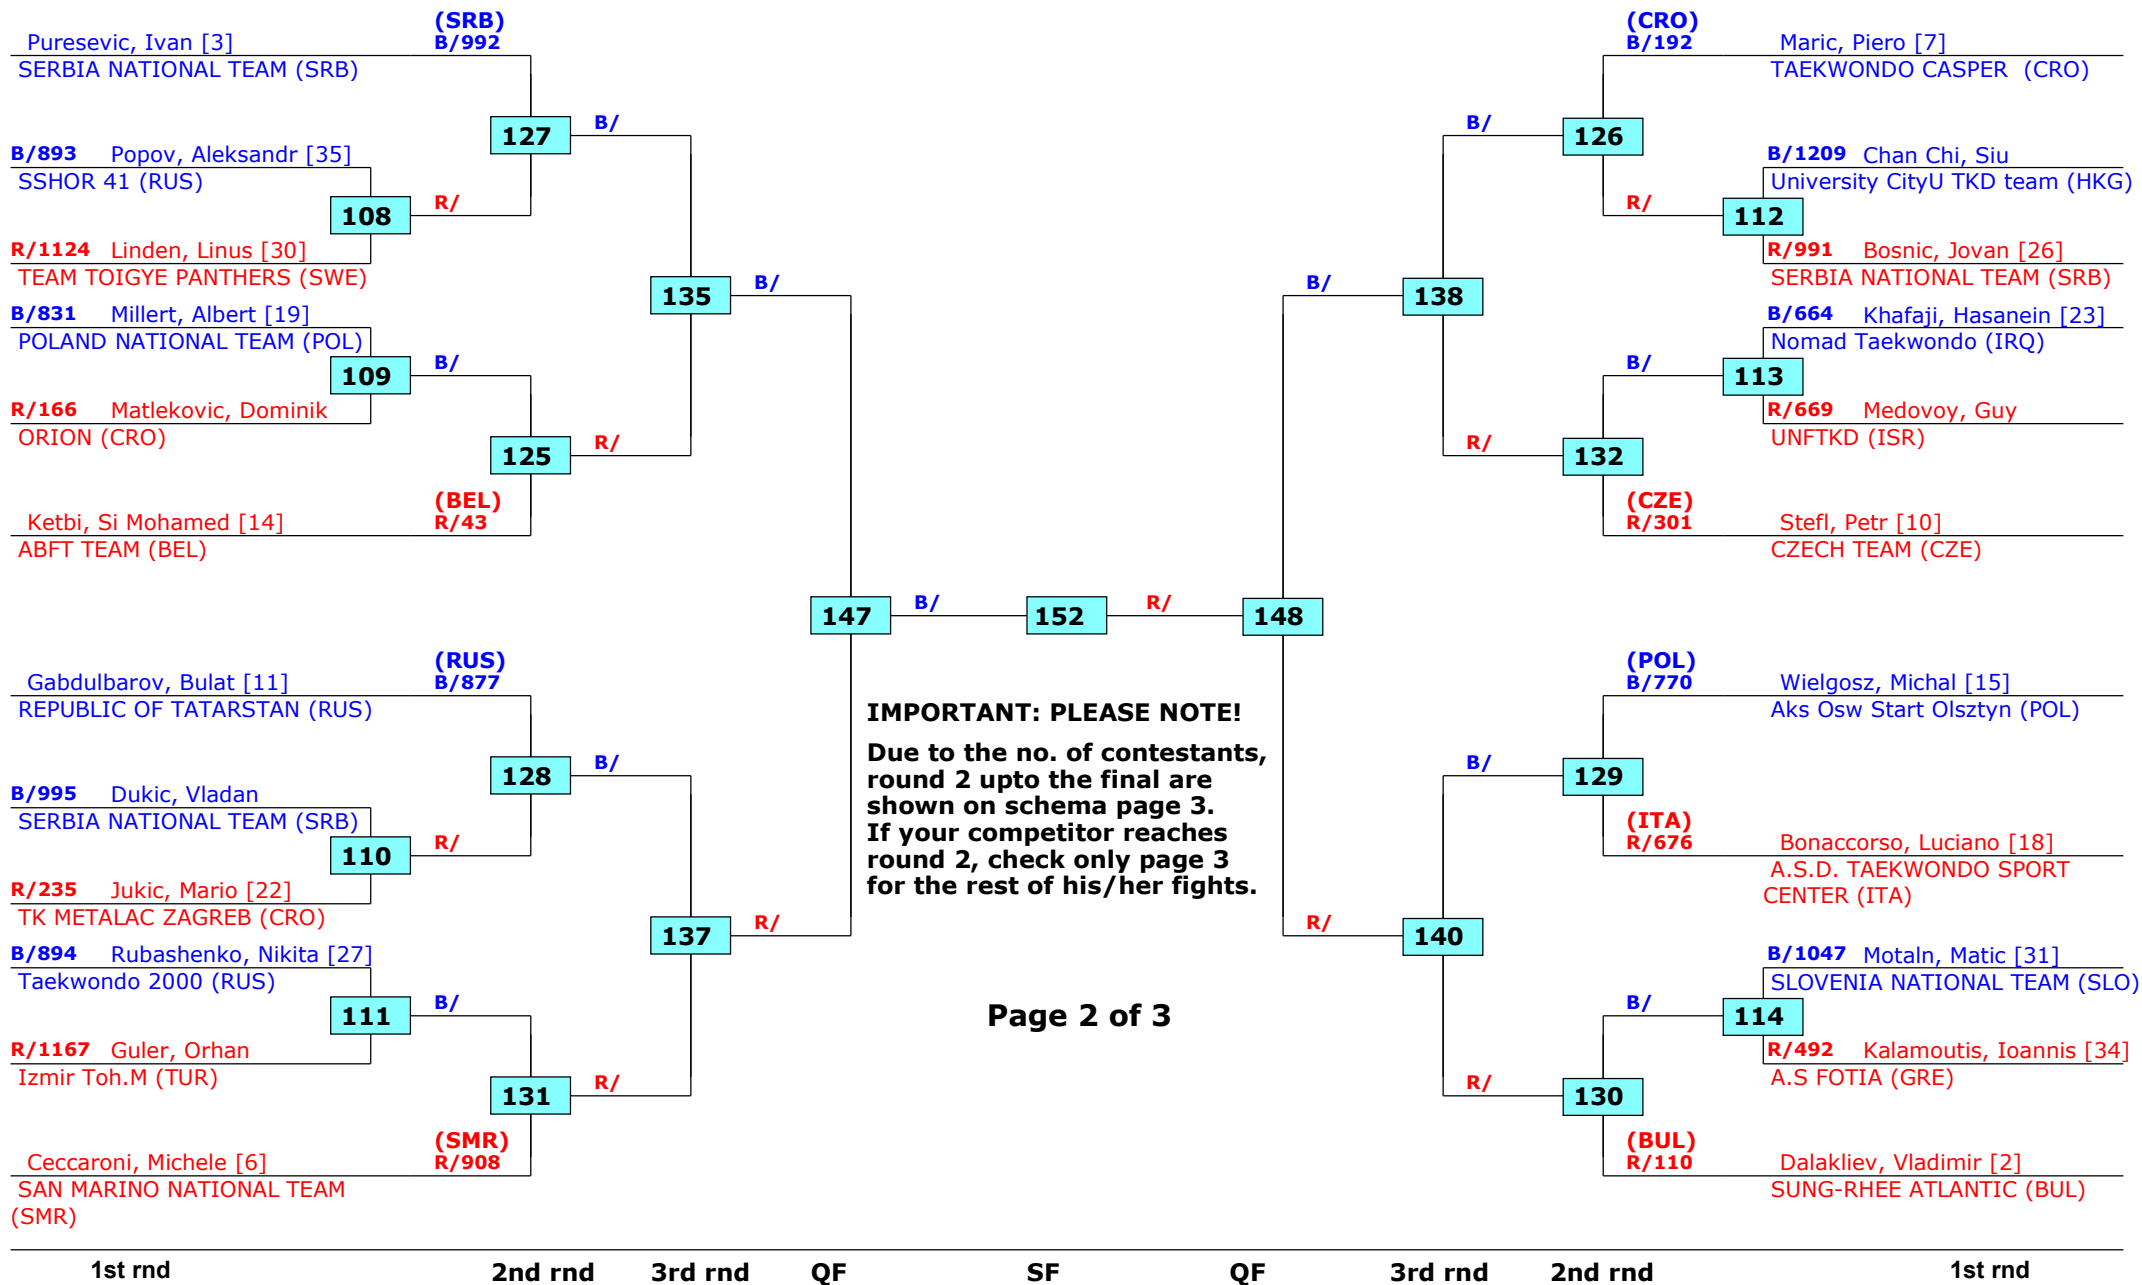 (SRB)
Puresevic, Ivan [3]
B/992
SERBIA NATIONAL TEAM (SRB)
127
B/
B/893 Popov, Aleksandr [35]
SSHOR 41 (RUS)
108
R/
R/1124 Linden, Linus [30]
TEAM TOIGYE PANTHERS (SWE)
135
B/
B/831 Millert, Albert [19]
POLAND NATIONAL TEAM (POL)
109
B/
R/166 Matlekovic, Dominik
ORION (CRO)
125
R/
(BEL)
Ketbi, Si Mohamed [14]
R/43
ABFT TEAM (BEL)
147
B/
152
R/
148
(RUS)
Gabdulbarov, Bulat [11]
B/877
REPUBLIC OF TATARSTAN (RUS)
128
B/
B/995 Dukic, Vladan
SERBIA NATIONAL TEAM (SRB)
110
R/
R/235 Jukic, Mario [22]
TK METALAC ZAGREB (CRO)
137
R/
B/894 Rubashenko, Nikita [27]
Taekwondo 2000 (RUS)
111
B/
R/1167 Guler, Orhan
Izmir Toh.M (TUR)
131
R/
(SMR)
Ceccaroni, Michele [6]
R/908
SAN MARINO NATIONAL TEAM
(SMR)
IMPORTANT: PLEASE NOTE!
Due to the no. of contestants,
round 2 upto the final are
shown on schema page 3.
If your competitor reaches
round 2, check only page 3
for the rest of his/her fights.
Page 2 of 3
(CRO)
B/192
Maric, Piero [7]
TAEKWONDO CASPER (CRO)
B/
126
B/1209 Chan Chi, Siu
University CityU TKD team (HKG)
R/
112
R/991 Bosnic, Jovan [26]
SERBIA NATIONAL TEAM (SRB)
B/
138
B/664 Khafaji, Hasanein [23]
Nomad Taekwondo (IRQ)
B/
113
R/669 Medovoy, Guy
UNFTKD (ISR)
R/
132
(CZE)
R/301
Stefl, Petr [10]
CZECH TEAM (CZE)
(POL)
B/770
Wielgosz, Michal [15]
Aks Osw Start Olsztyn (POL)
B/
129
(ITA)
R/676
Bonaccorso, Luciano [18]
A.S.D. TAEKWONDO SPORT
CENTER (ITA)
R/
140
B/1047 Motaln, Matic [31]
SLOVENIA NATIONAL TEAM (SLO)
B/
114
R/492 Kalamoutis, Ioannis [34]
A.S FOTIA (GRE)
R/
130
(BUL)
R/110
Dalakliev, Vladimir [2]
SUNG-RHEE ATLANTIC (BUL)
1st rnd 2nd rnd 3rd rnd QF SF QF 3rd rnd 2nd rnd 1st rnd